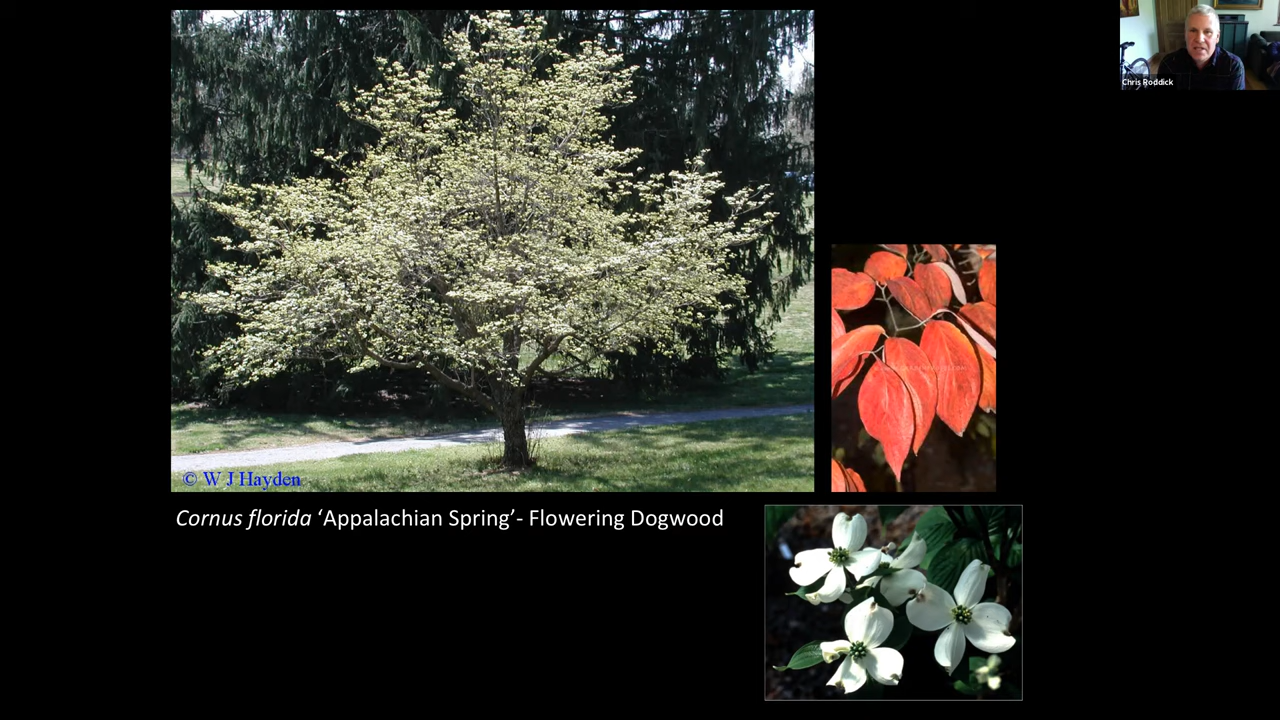 Chris Roddick
© W J Hayden
Cornus florida ‘Appalachian Spring’- Flowering Dogwood